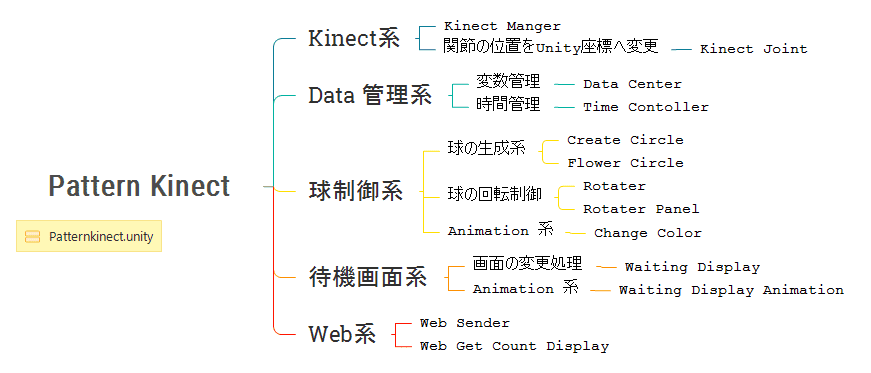 Pattern Kinect
Patternkinect.unity
Kinect系
Kinect Manger
関節の位置をUnity座標へ変更
Kinect Joint
Data 管理系
変数管理
Data Center
時間管理
Time Contoller
球制御系
球の生成系
Create Circle
Flower Circle
球の回転制御
Rotater
Rotater Panel
Animation 系
Change Color
待機画面系
画面の変更処理
Waiting Display
Animation 系
Waiting Display Animation
Web系
Web Sender
Web Get Count Display